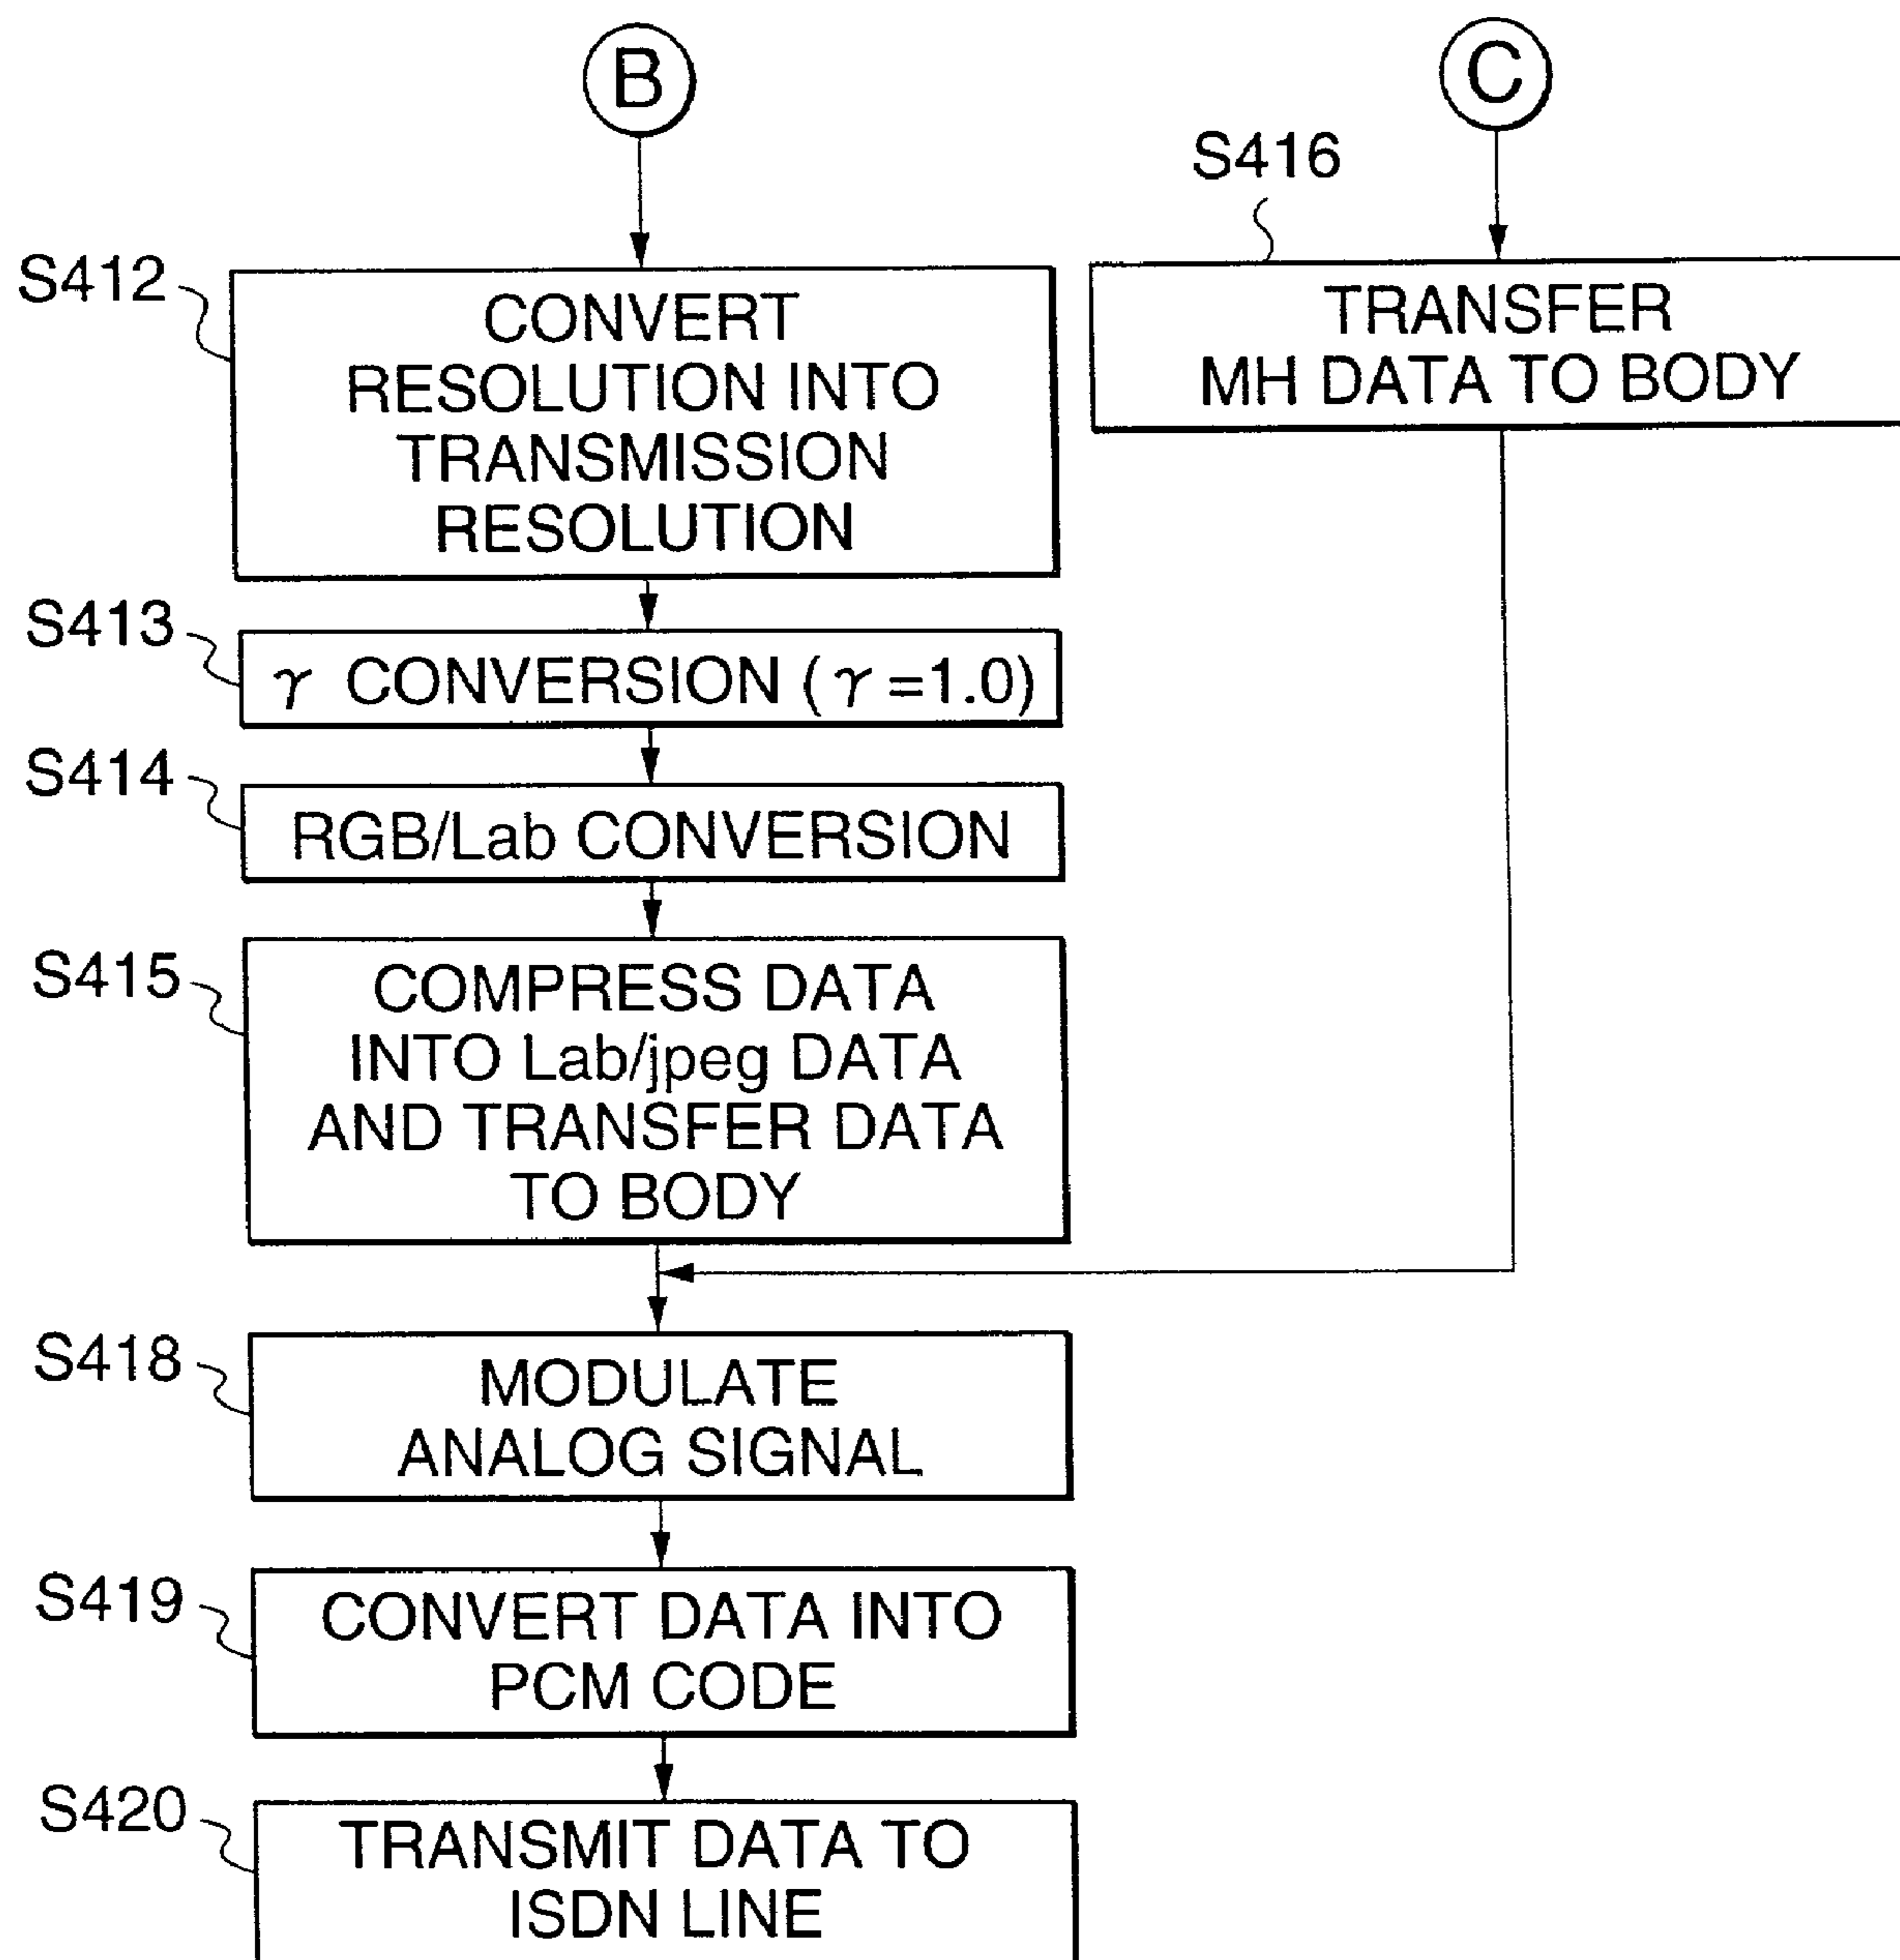 B
S412
CONVERT
RESOLUTION INTO
TRANSMISSION
RESOLUTION
S413
γ CONVERSION (γ=1.0)
S414
RGB/Lab CONVERSION
S415
COMPRESS DATA
INTO Lab/jpeg DATA
AND TRANSFER DATA
TO BODY
C
S416
TRANSFER
MH DATA TO BODY
S418
MODULATE
ANALOG SIGNAL
S419
CONVERT DATA INTO
PCM CODE
S420
TRANSMIT DATA TO
ISDN LINE